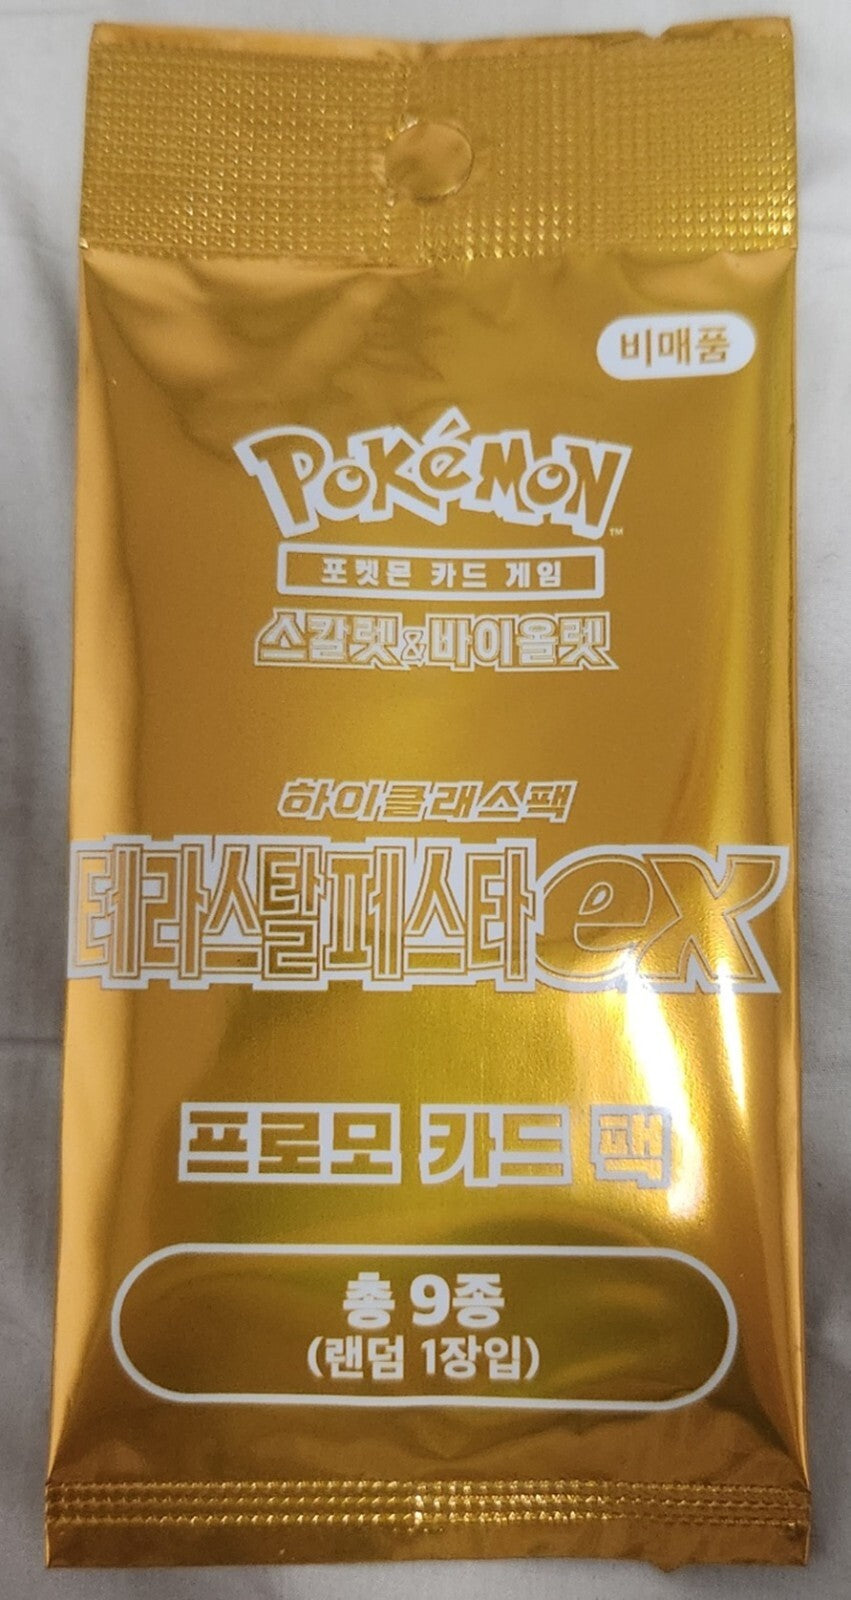 비매품
POKéMON™
포켓몬 카드 게임
스칼렛&바이올렛
하이클래스팩
테라스탈페스타ex
프로모 카드 팩
총 9종
(랜덤 1장입)